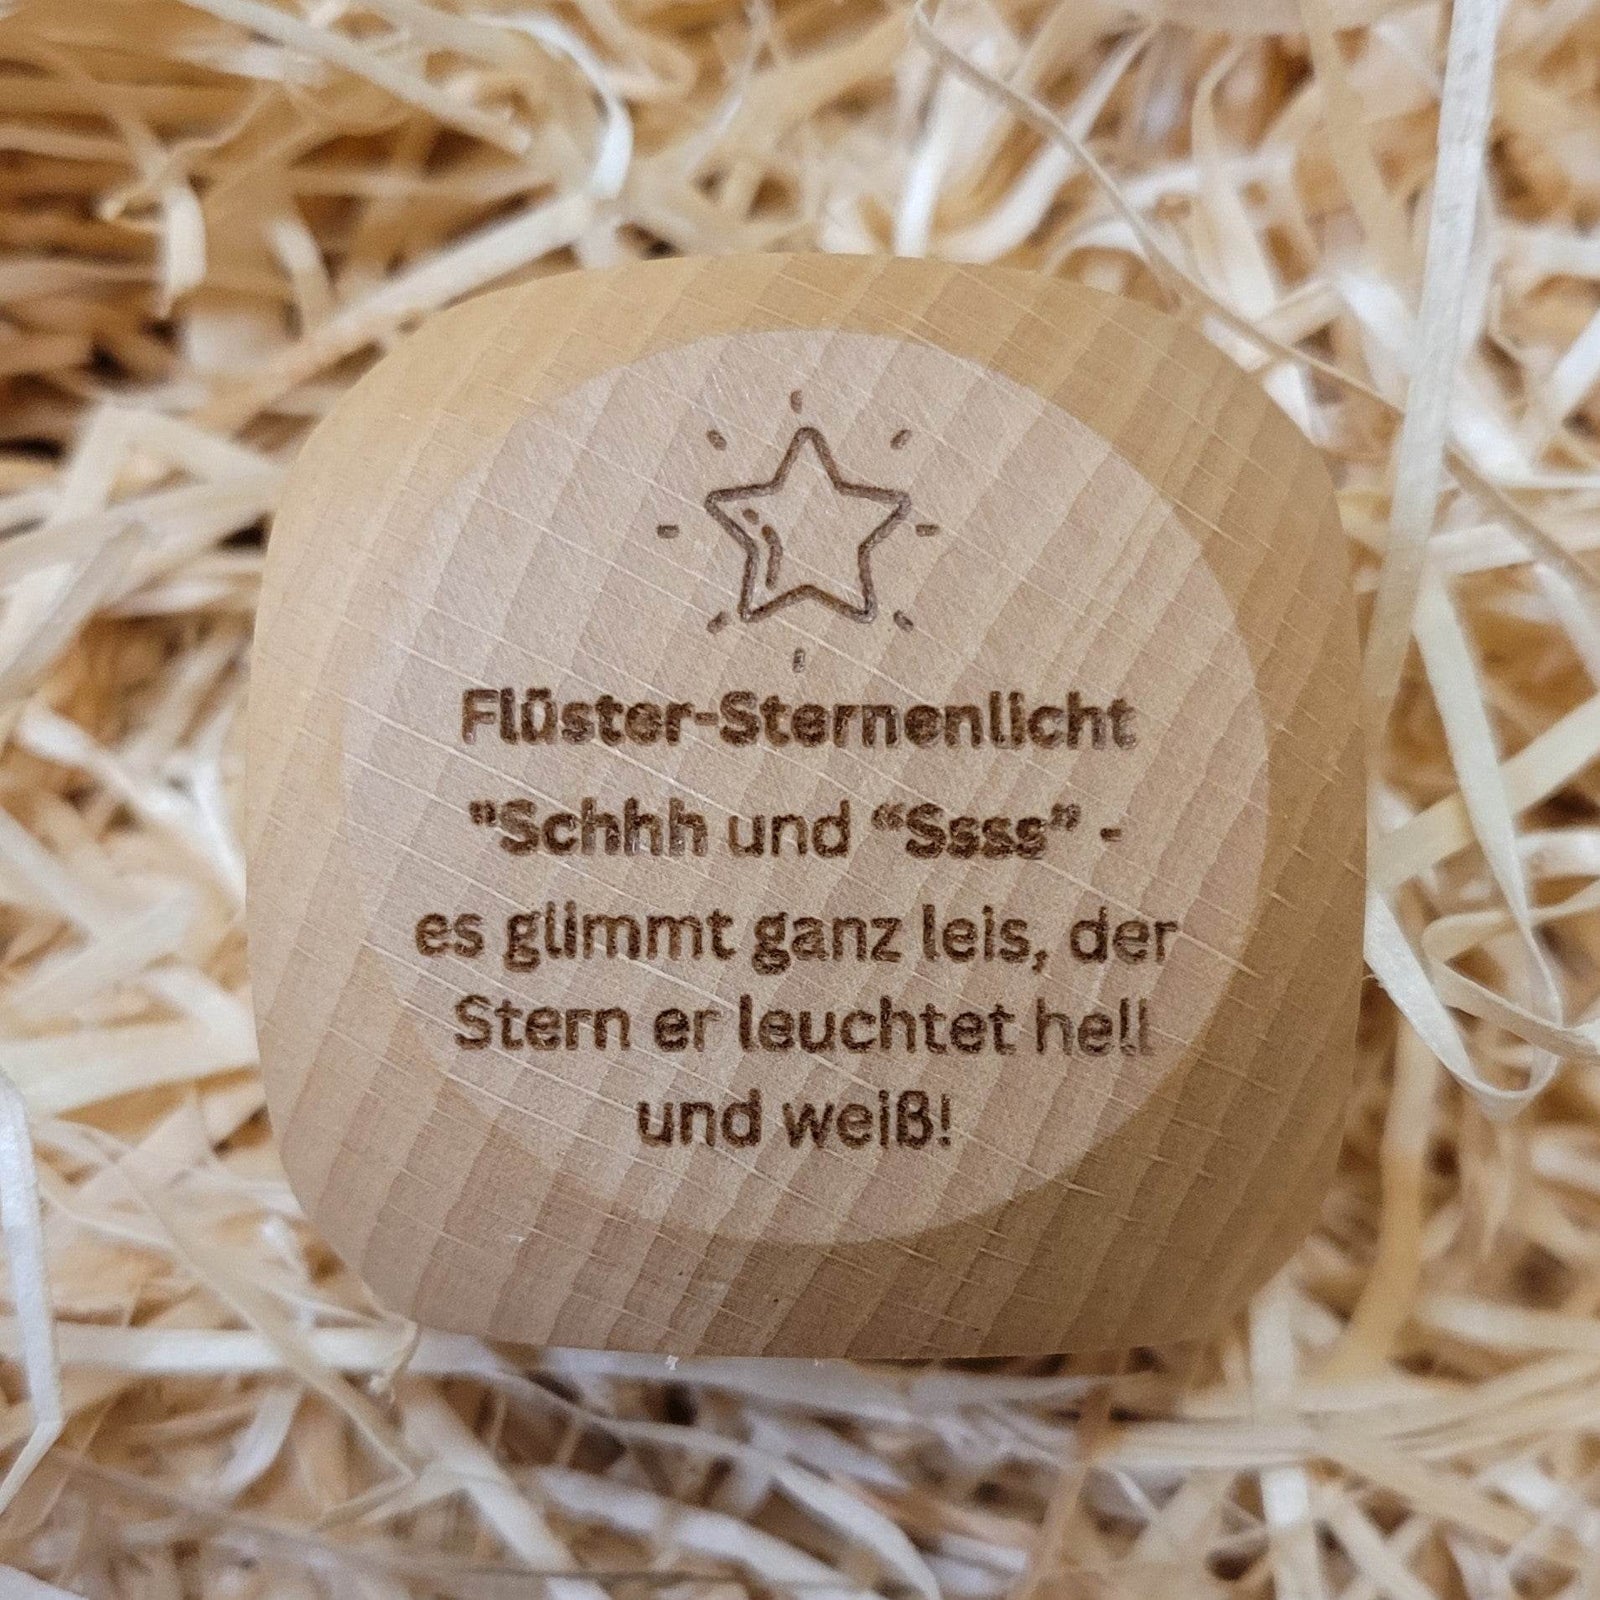 Flüster-Sternenlicht
"Schhh und “Ssss” -
es glimmt ganz leis, der
Stern er leuchtet hell
und weiß!